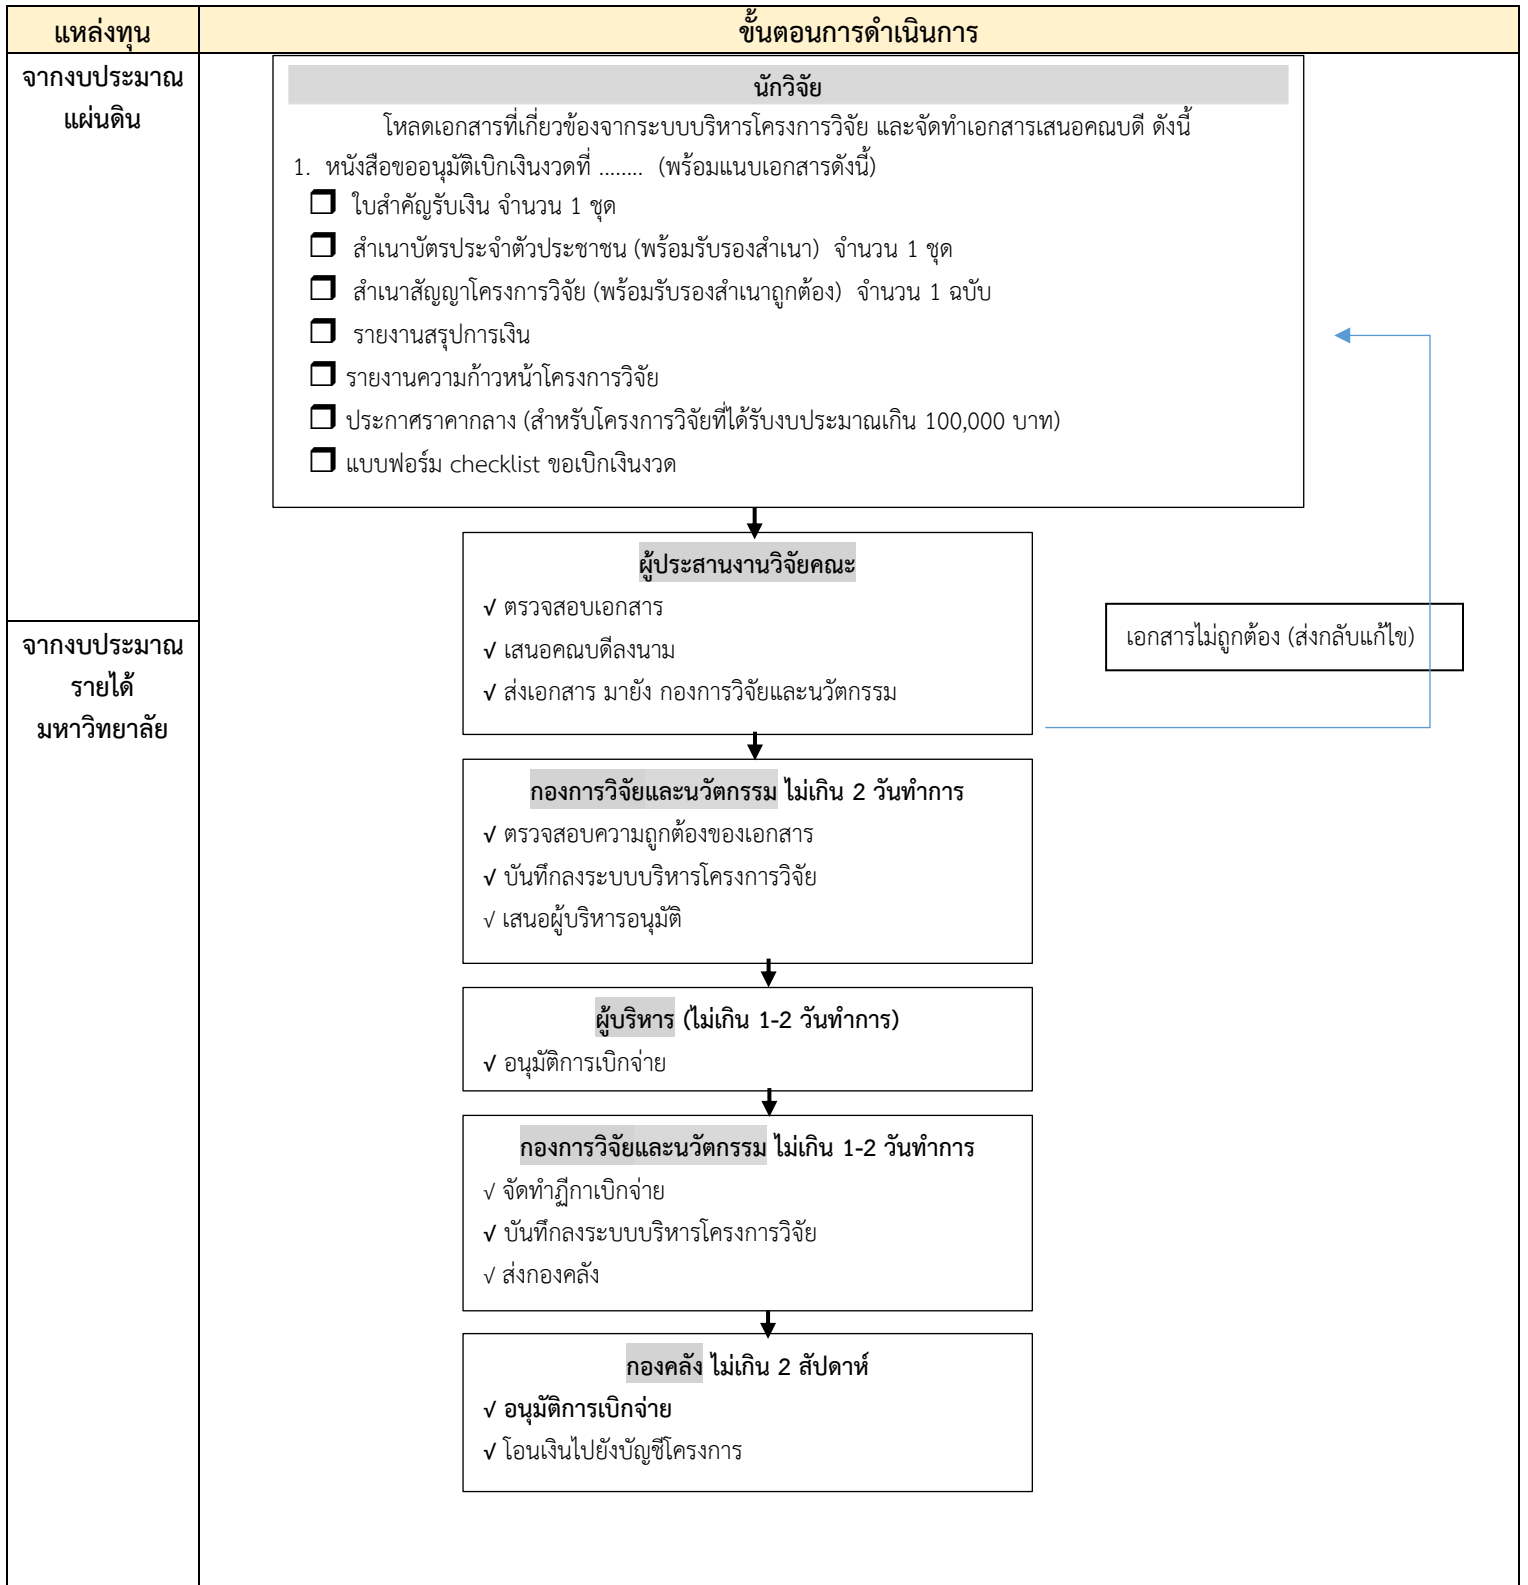 แหล่งทุน
ขั้นตอนการดำเนินการ
จากงบประมาณ
แผ่นดิน
นักวิจัย
โหลดเอกสารที่เกี่ยวข้องจากระบบบริหารโครงการวิจัย และจัดทำเอกสารเสนอคณบดี ดังนี้
1. หนังสือขออนุมัติเบิกเงินงวดที่ ........ (พร้อมแนบเอกสารดังนี้)
❒ ใบสำคัญรับเงิน จำนวน 1 ชุด
❒ สำเนาบัตรประจำตัวประชาชน (พร้อมรับรองสำเนา) จำนวน 1 ชุด
❒ สำเนาสัญญาโครงการวิจัย (พร้อมรับรองสำเนาถูกต้อง) จำนวน 1 ฉบับ
❒ รายงานสรุปการเงิน
❒ รายงานความก้าวหน้าโครงการวิจัย
❒ ประกาศราคากลาง (สำหรับโครงการวิจัยที่ได้รับงบประมาณเกิน 100,000 บาท)
❒ แบบฟอร์ม checklist ขอเบิกเงินงวด
ผู้ประสานงานวิจัยคณะ
√ ตรวจสอบเอกสาร
√ เสนอคณบดีลงนาม
√ ส่งเอกสาร มายัง กองการวิจัยและนวัตกรรม
เอกสารไม่ถูกต้อง (ส่งกลับแก้ไข)
จากงบประมาณ
รายได้
มหาวิทยาลัย
กองการวิจัยและนวัตกรรม ไม่เกิน 2 วันทำการ
√ ตรวจสอบความถูกต้องของเอกสาร
√ บันทึกลงระบบบริหารโครงการวิจัย
√ เสนอผู้บริหารอนุมัติ
ผู้บริหาร (ไม่เกิน 1-2 วันทำการ)
√ อนุมัติการเบิกจ่าย
กองการวิจัยและนวัตกรรม ไม่เกิน 1-2 วันทำการ
√ จัดทำฎีกาเบิกจ่าย
√ บันทึกลงระบบบริหารโครงการวิจัย
√ ส่งกองคลัง
กองคลัง ไม่เกิน 2 สัปดาห์
√ อนุมัติการเบิกจ่าย
√ โอนเงินไปยังบัญชีโครงการ